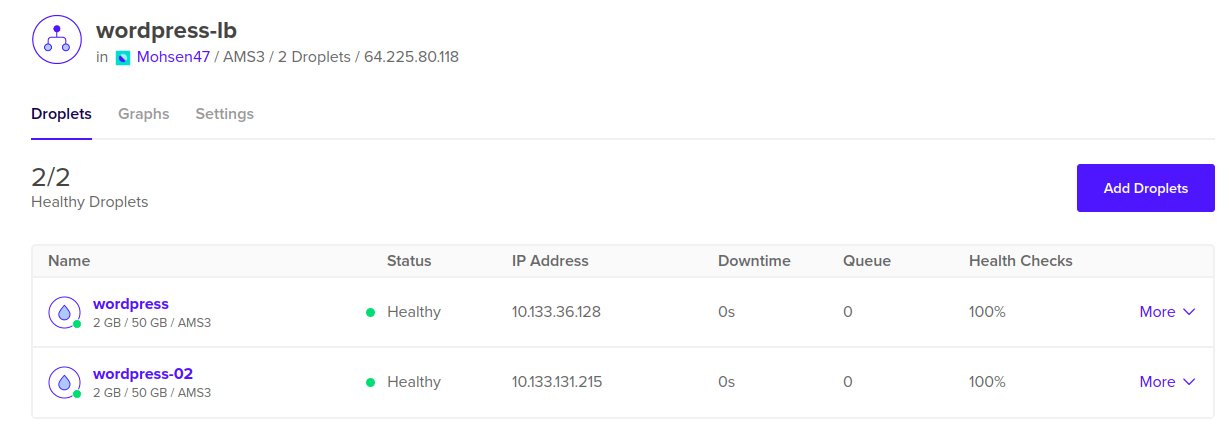 wordpress-lb
in Mohsen47 / AMS3 / 2 Droplets / 64.225.80.118
Droplets Graphs Settings
2/2
Healthy Droplets
Add Droplets
Name Status IP Address Downtime Queue Health Checks
wordpress
2 GB / 50 GB / AMS3
Healthy 10.133.36.128 0s 0 100% More
wordpress-02
2 GB / 50 GB / AMS3
Healthy 10.133.131.215 0s 0 100% More